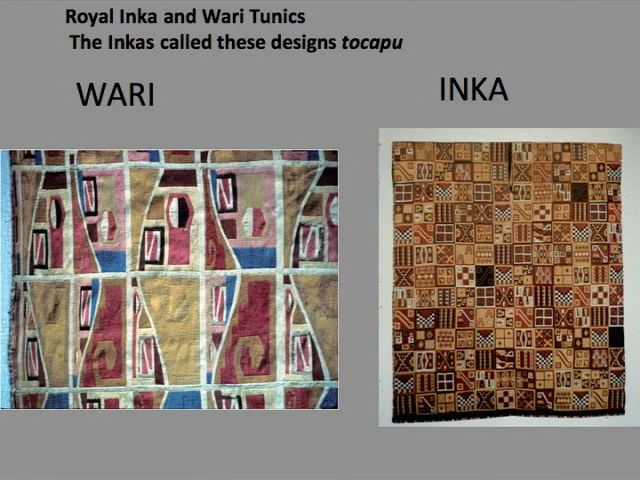 Royal Inka and Wari Tunics
The Inkas called these designs tocapu
WARI
INKA